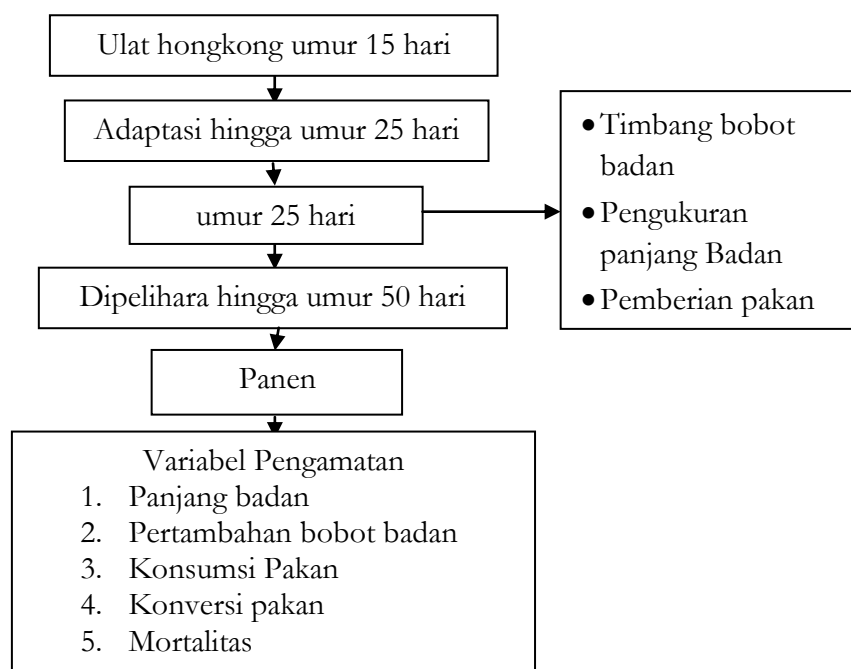 Ulat hongkong umur 15 hari
Adaptasi hingga umur 25 hari
umur 25 hari
• Timbang bobot
badan
• Pengukuran
panjang Badan
• Pemberian pakan
Dipelihara hingga umur 50 hari
Panen
Variabel Pengamatan
1. Panjang badan
2. Pertambahan bobot badan
3. Konsumsi Pakan
4. Konversi pakan
5. Mortalitas